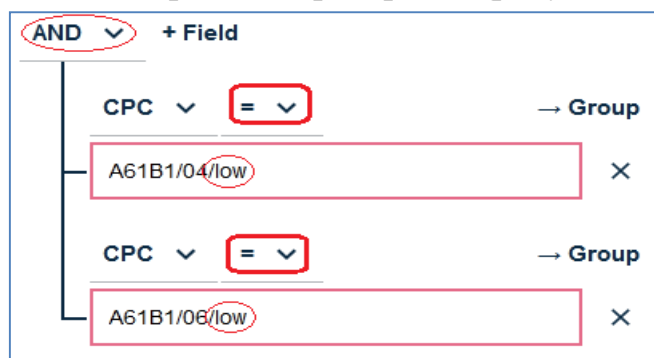 AND + Field
CPC = → Group
A61B1/04/low ×
CPC = → Group
A61B1/06/low ×